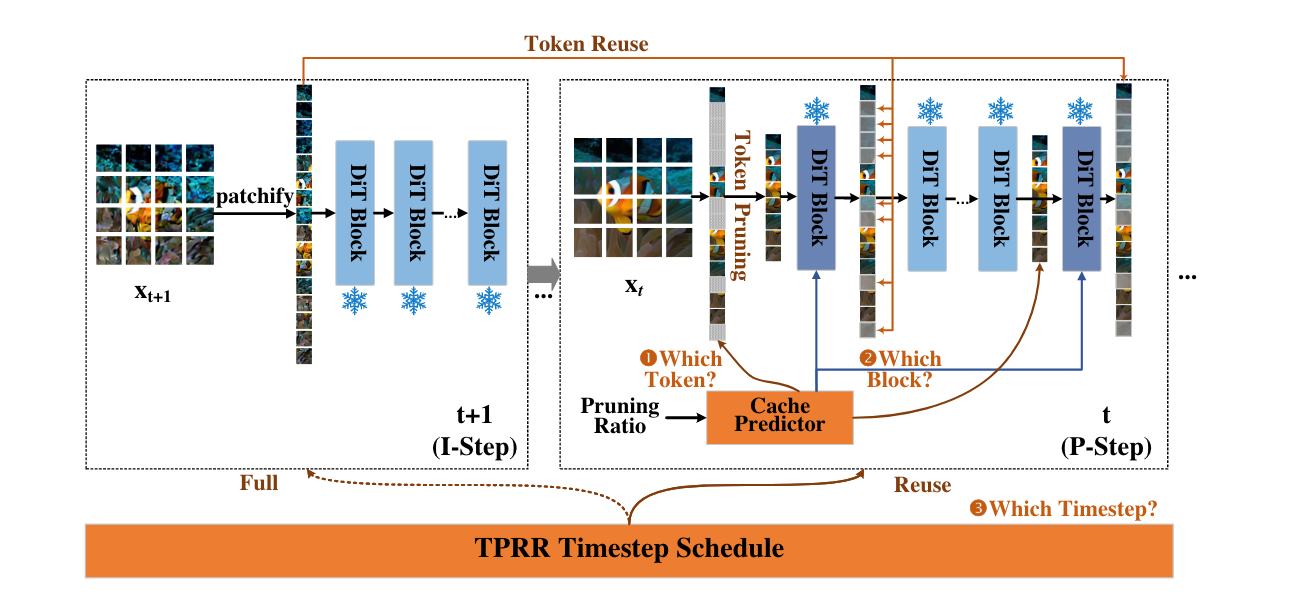 Token Reuse
patchify
DiT Block
DiT Block
...
DiT Block
x_{t+1}
t+1
(I-Step)
...
x_t
Token Pruning
DiT Block
DiT Block
...
DiT Block
DiT Block
...
❶Which
Token?
❷Which
Block?
Pruning
Ratio
Cache
Predictor
t
(P-Step)
Full
Reuse
❸Which Timestep?
TPRR Timestep Schedule